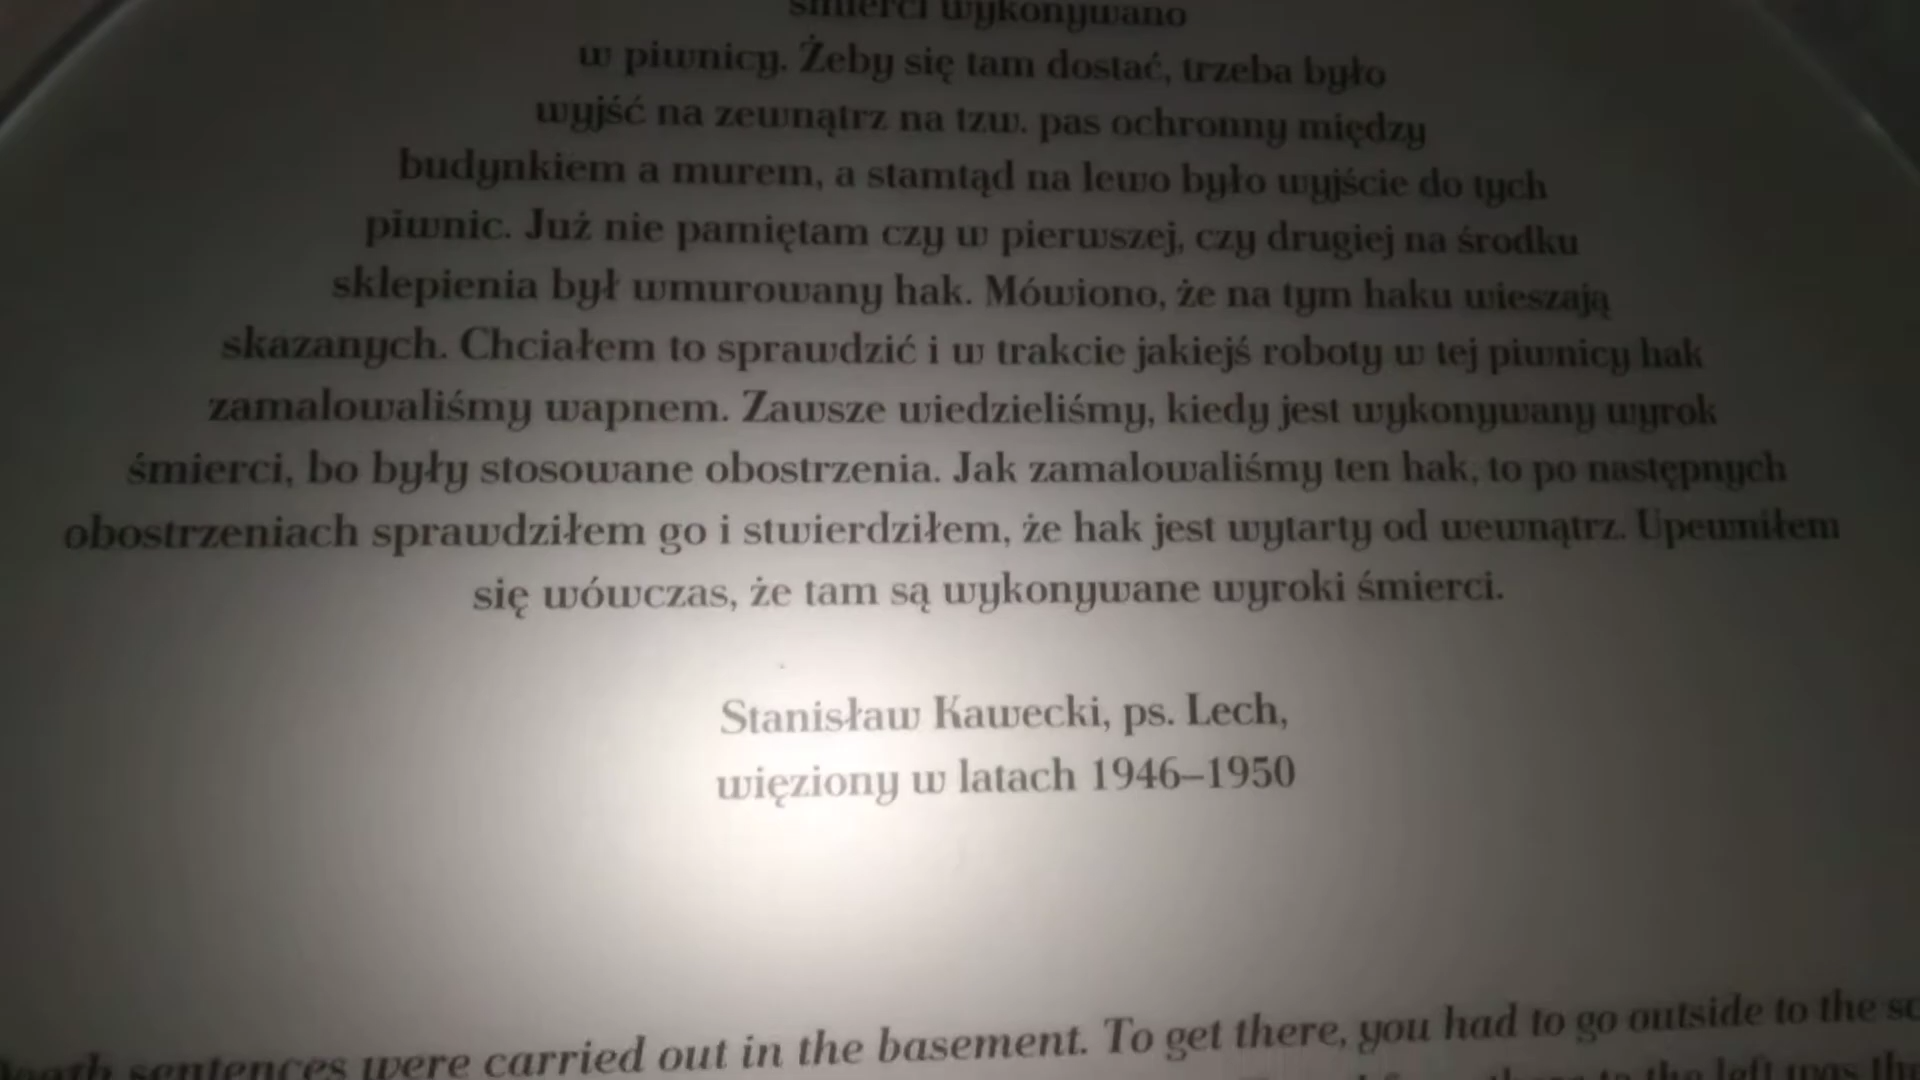 śmierci wykonywano
w piwnicy. Żeby się tam dostać, trzeba było
wyjść na zewnątrz na tzw. pas ochronny między
budynkiem a murem, a stamtąd na lewo było wyjście do tych
piwnic. Już nie pamiętam czy w pierwszej, czy drugiej na środku
sklepienia był wmurowany hak. Mówiono, że na tym haku wieszają
skazanych. Chciałem to sprawdzić i w trakcie jakiejś roboty w tej piwnicy hak
zamalowaliśmy wapnem. Zawsze wiedzieliśmy, kiedy jest wykonywany wyrok
śmierci, bo były stosowane obostrzenia. Jak zamalowaliśmy ten hak, to po następnych
obostrzeniach sprawdziłem go i stwierdziłem, że hak jest wytarty od wewnątrz. Upewniłem
się wówczas, że tam są wykonywane wyroki śmierci.
Stanisław Kawecki, ps. Lech,
więziony w latach 1946–1950
Death sentences were carried out in the basement. To get there, you had to go outside to the
to the left was